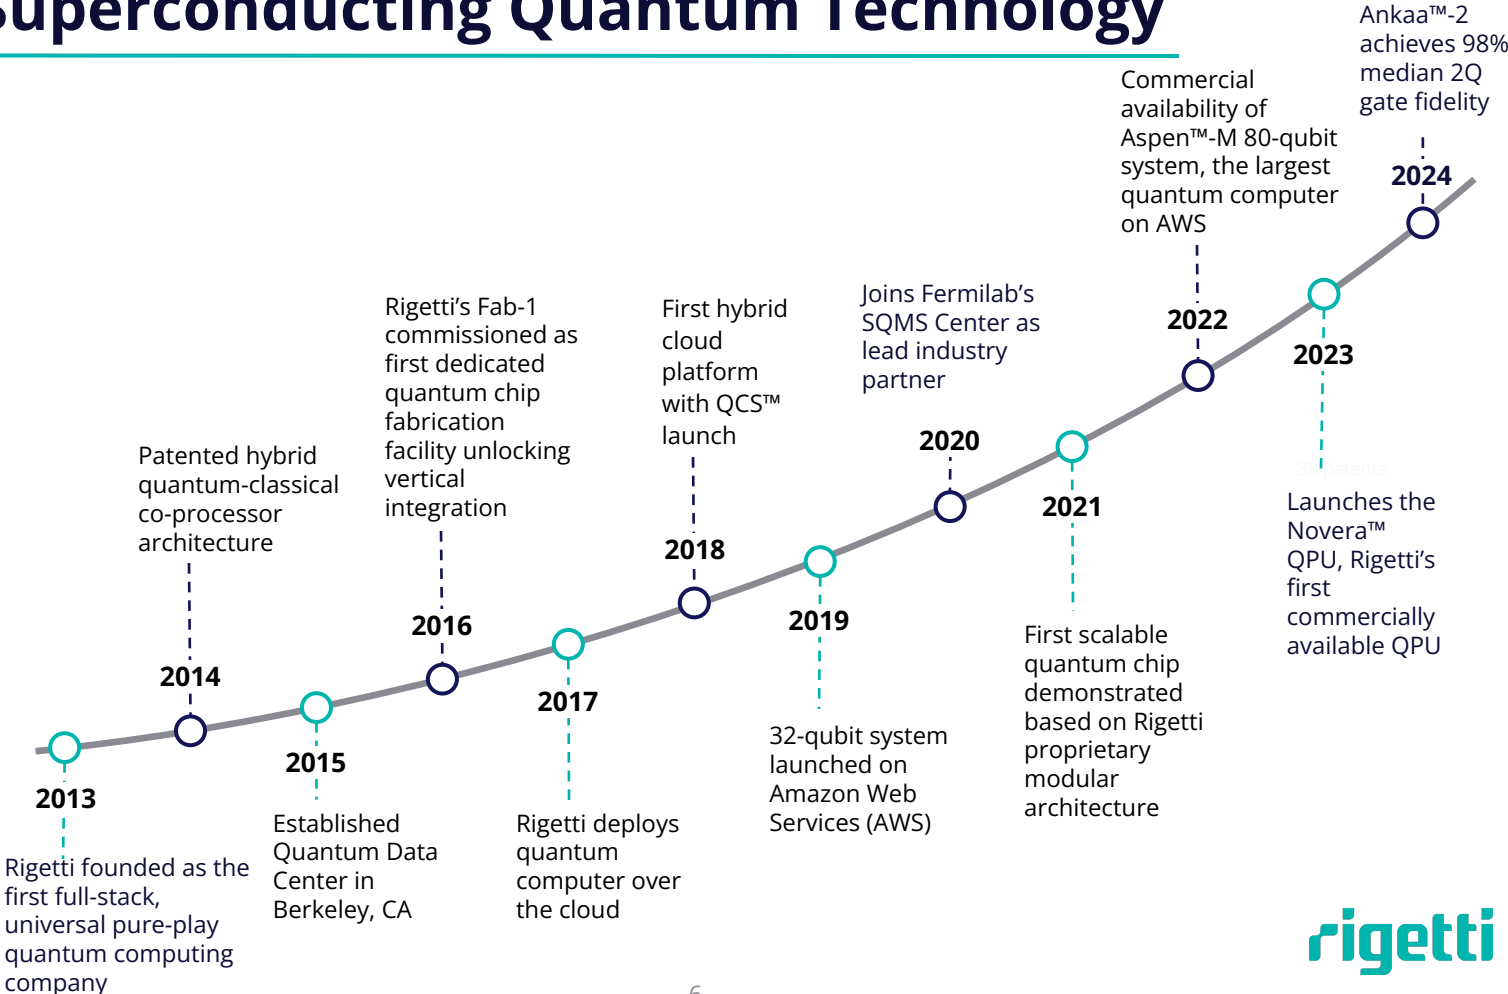 Superconducting Quantum Technology
Ankaa™-2
achieves 98%
median 2Q
gate fidelity
2024
Commercial
availability of
Aspen™-M 80-qubit
system, the largest
quantum computer
on AWS
2022
2023
35 patents
Launches the
Novera™
QPU, Rigetti’s
first
commercially
available QPU
Joins Fermilab’s
SQMS Center as
lead industry
partner
2020
2021
First scalable
quantum chip
demonstrated
based on Rigetti
proprietary
modular
architecture
First hybrid
cloud
platform
with QCS™
launch
2018
2019
32-qubit system
launched on
Amazon Web
Services (AWS)
Rigetti’s Fab-1
commissioned as
first dedicated
quantum chip
fabrication
facility unlocking
vertical
integration
2016
2017
Rigetti deploys
quantum
computer over
the cloud
Patented hybrid
quantum-classical
co-processor
architecture
2014
2015
Established
Quantum Data
Center in
Berkeley, CA
2013
Rigetti founded as the
first full-stack,
universal pure-play
quantum computing
company
rigetti
6